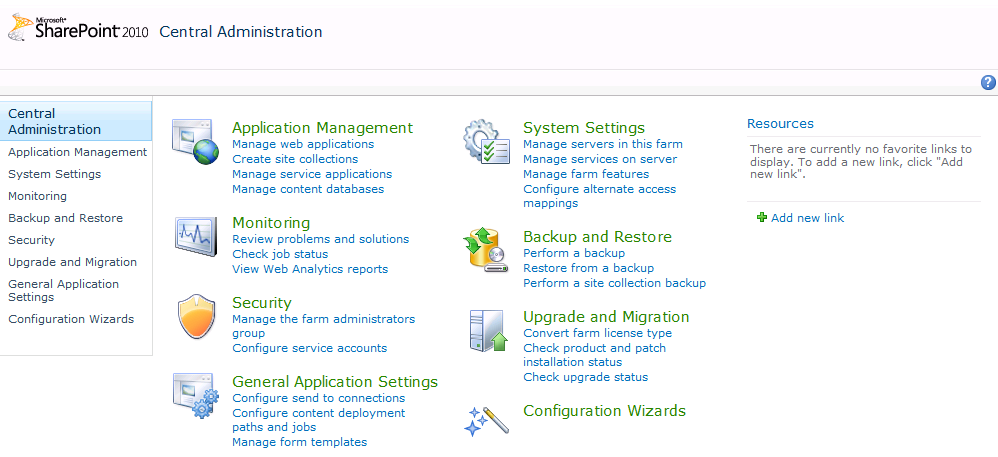 Microsoft®
SharePoint 2010 Central Administration
Central
Administration
Application Management
System Settings
Monitoring
Backup and Restore
Security
Upgrade and Migration
General Application
Settings
Configuration Wizards
Application Management
Manage web applications
Create site collections
Manage service applications
Manage content databases
Monitoring
Review problems and solutions
Check job status
View Web Analytics reports
Security
Manage the farm administrators
group
Configure service accounts
General Application Settings
Configure send to connections
Configure content deployment
paths and jobs
Manage form templates
System Settings
Manage servers in this farm
Manage services on server
Manage farm features
Configure alternate access
mappings
Backup and Restore
Perform a backup
Restore from a backup
Perform a site collection backup
Upgrade and Migration
Convert farm license type
Check product and patch
installation status
Check upgrade status
Configuration Wizards
Resources
There are currently no favorite links to
display. To add a new link, click "Add
new link".
Add new link